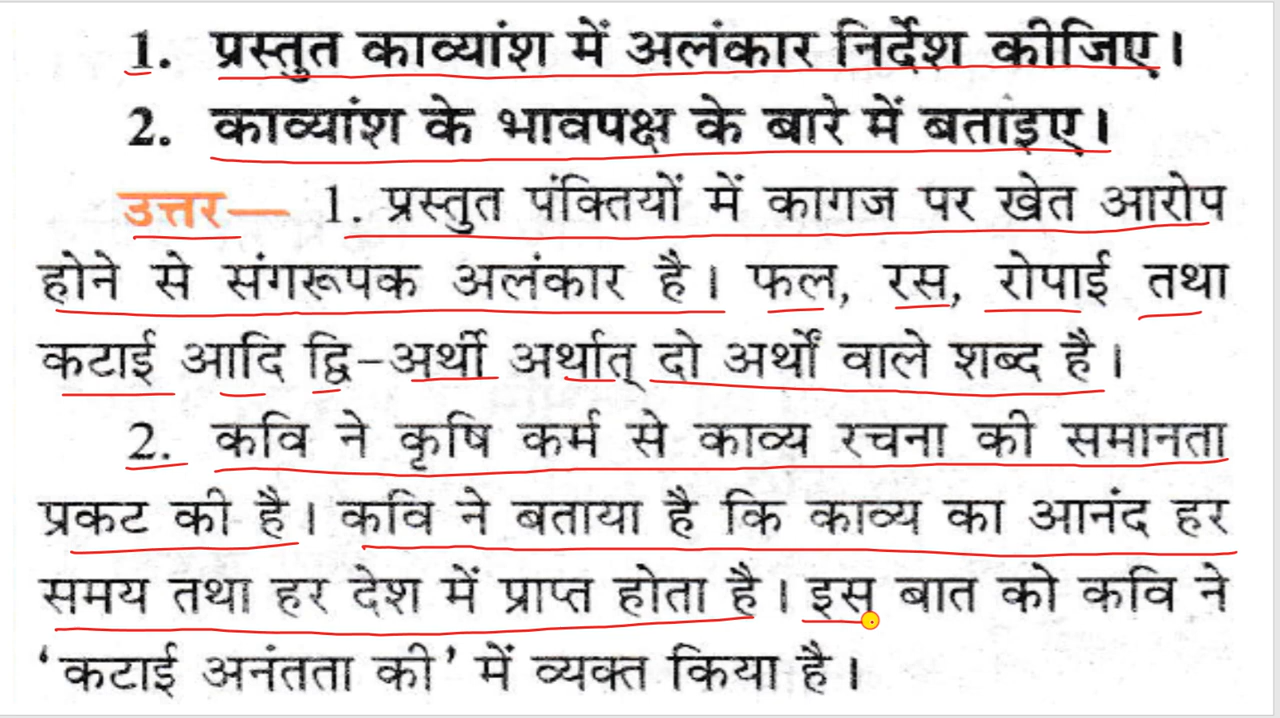 1. प्रस्तुत काव्यांश में अलंकार निर्देश कीजिए।
2. काव्यांश के भावपक्ष के बारे में बताइए।
उत्तर— 1. प्रस्तुत पंक्तियों में कागज पर खेत आरोप
होने से संगरूपक अलंकार है। फल, रस, रोपाई तथा
कटाई आदि द्वि-अर्थी अर्थात् दो अर्थों वाले शब्द है।
2. कवि ने कृषि कर्म से काव्य रचना की समानता
प्रकट की है। कवि ने बताया है कि काव्य का आनंद हर
समय तथा हर देश में प्राप्त होता है। इस बात को कवि ने
‘कटाई अनंतता की’ में व्यक्त किया है।